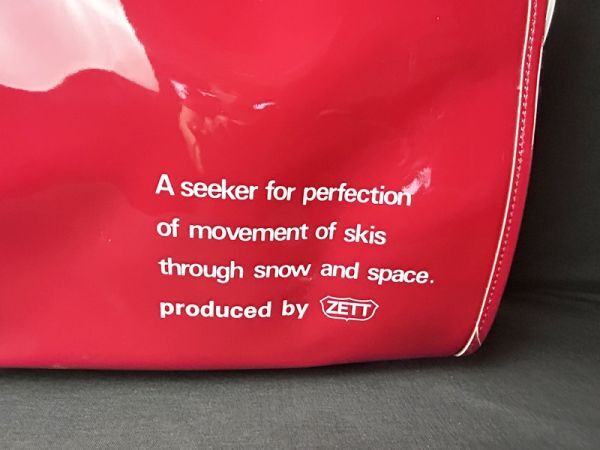 A seeker for perfection
of movement of skis
through snow and space.
produced by ZETT